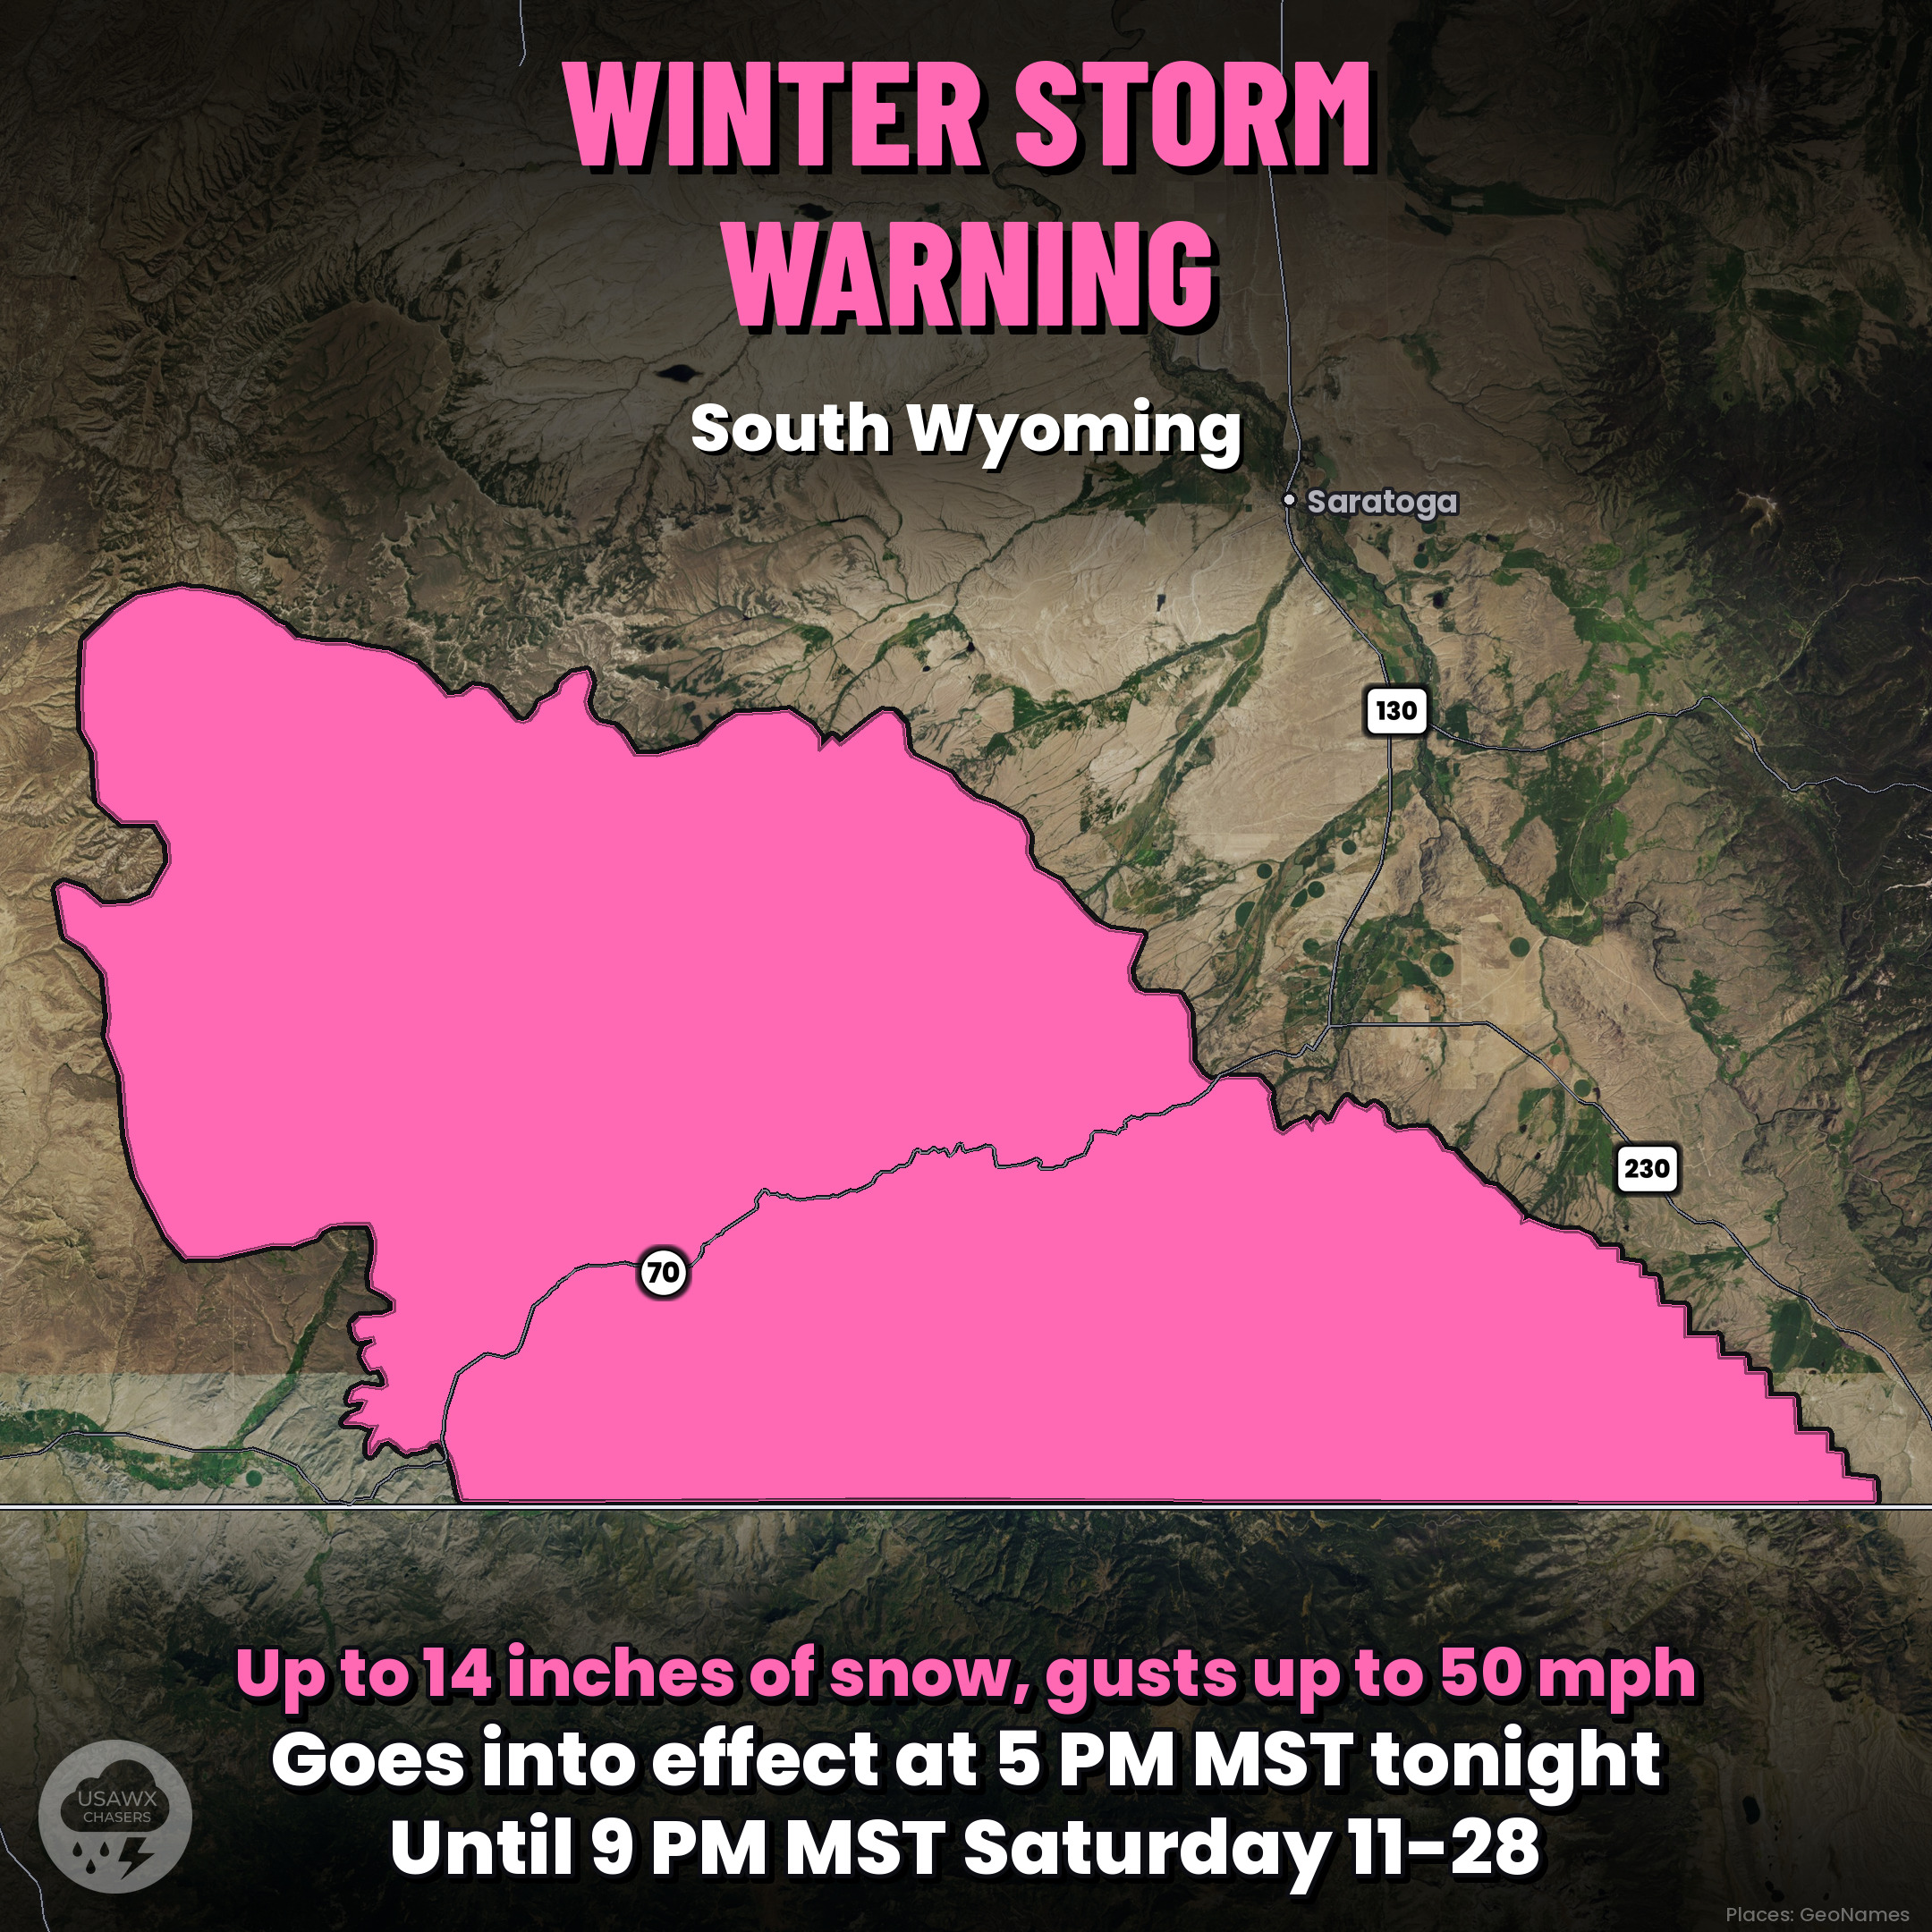 WINTER STORM
WARNING
South Wyoming
Saratoga
130
230
70
Up to 14 inches of snow, gusts up to 50 mph
Goes into effect at 5 PM MST tonight
Until 9 PM MST Saturday 11-28
USAWX
CHASERS
Places: GeoNames